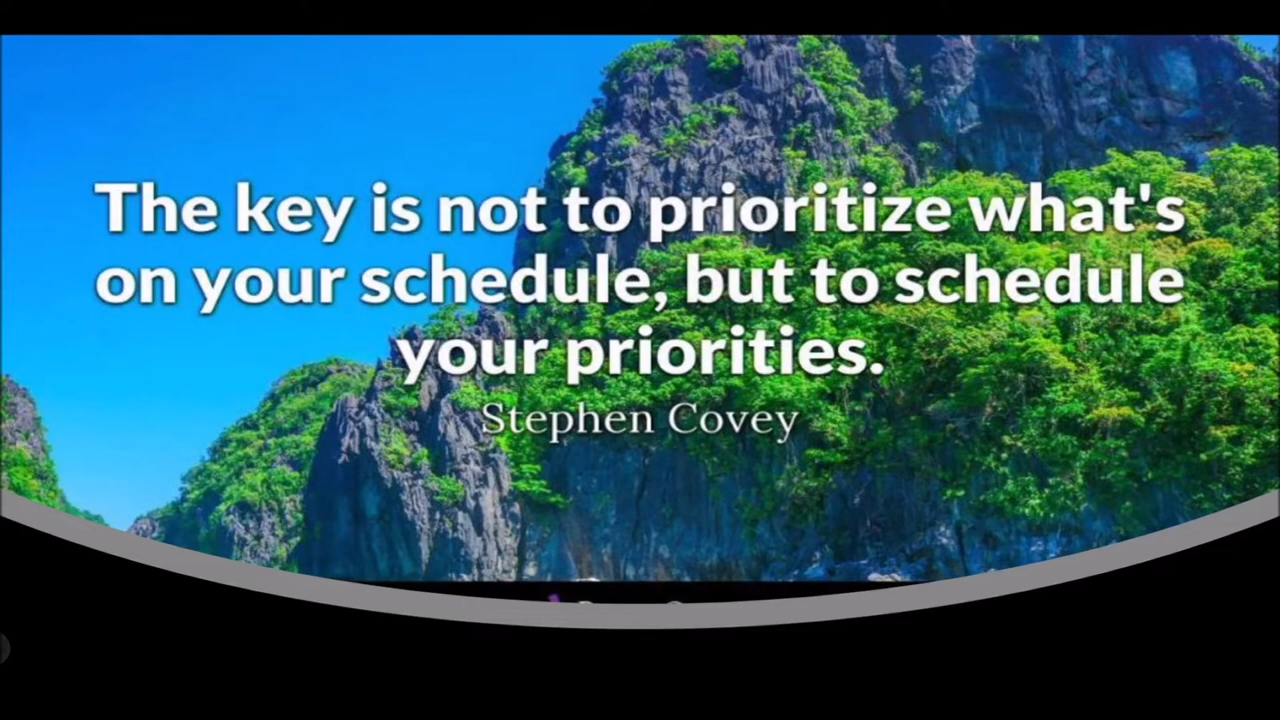 The key is not to prioritize what's
on your schedule, but to schedule
your priorities.
Stephen Covey